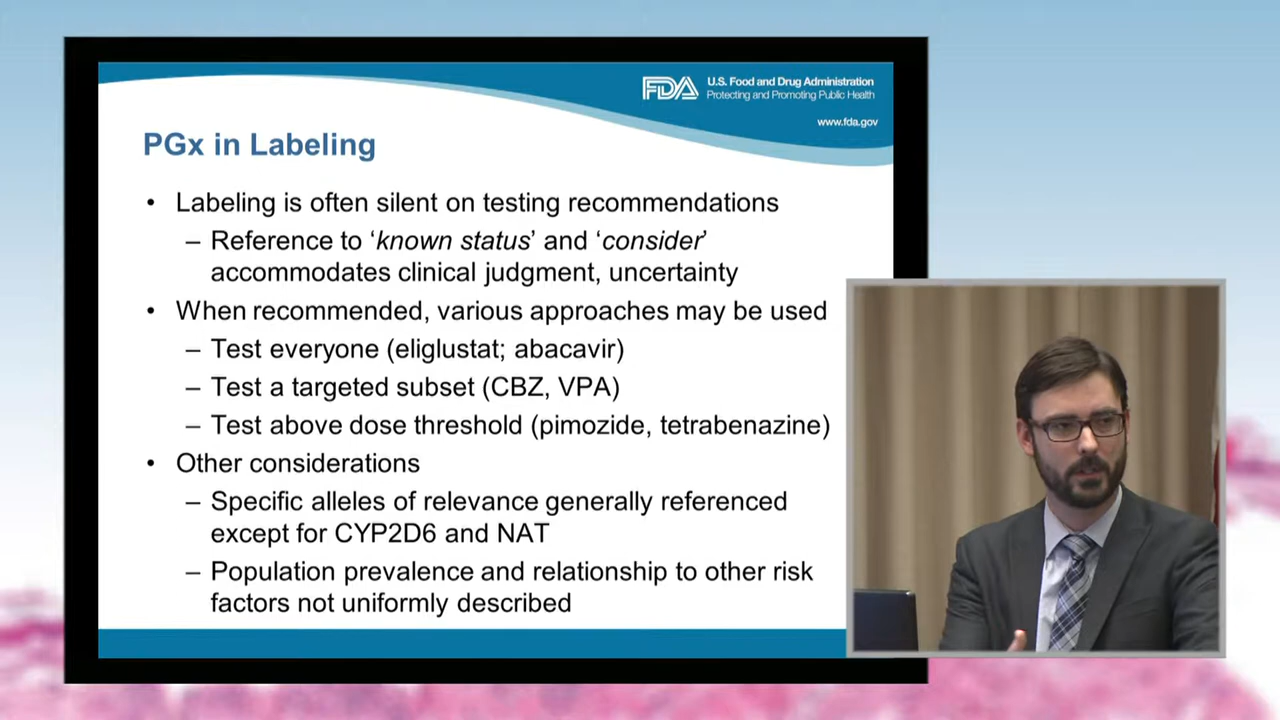 FDA
U.S. Food and Drug Administration
Protecting and Promoting Public Health
www.fda.gov
PGx in Labeling
• Labeling is often silent on testing recommendations
– Reference to ‘known status’ and ‘consider’
accommodates clinical judgment, uncertainty
• When recommended, various approaches may be used
– Test everyone (eliglustat; abacavir)
– Test a targeted subset (CBZ, VPA)
– Test above dose threshold (pimozide, tetrabenazine)
• Other considerations
– Specific alleles of relevance generally referenced
except for CYP2D6 and NAT
– Population prevalence and relationship to other risk
factors not uniformly described